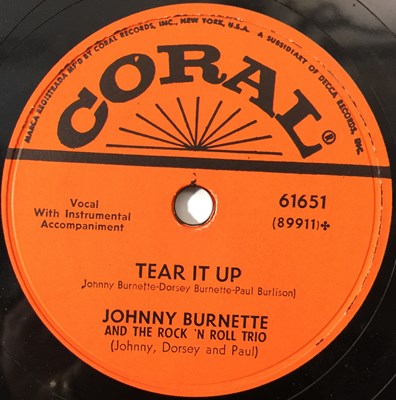 MARCA REGISTRADA MF'D BY CORAL RECORDS, INC., NEW YORK, U.S.A. A SUBSIDIARY OF DECCA RECORDS, INC.
CORAL®
Vocal
With Instrumental
Accompaniment
61651
(89911)+
TEAR IT UP
Johnny Burnette-Dorsey Burnette-Paul Burlison)
JOHNNY BURNETTE
AND THE ROCK 'N ROLL TRIO
(Johnny, Dorsey and Paul)